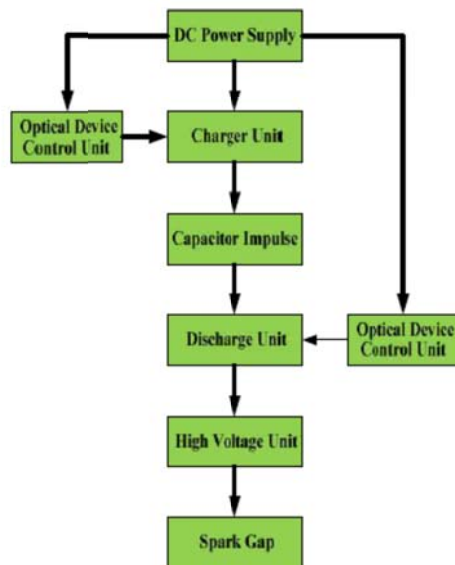 DC Power Supply
Optical Device
Control Unit
Charger Unit
Capacitor Impulse
Discharge Unit
Optical Device
Control Unit
High Voltage Unit
Spark Gap